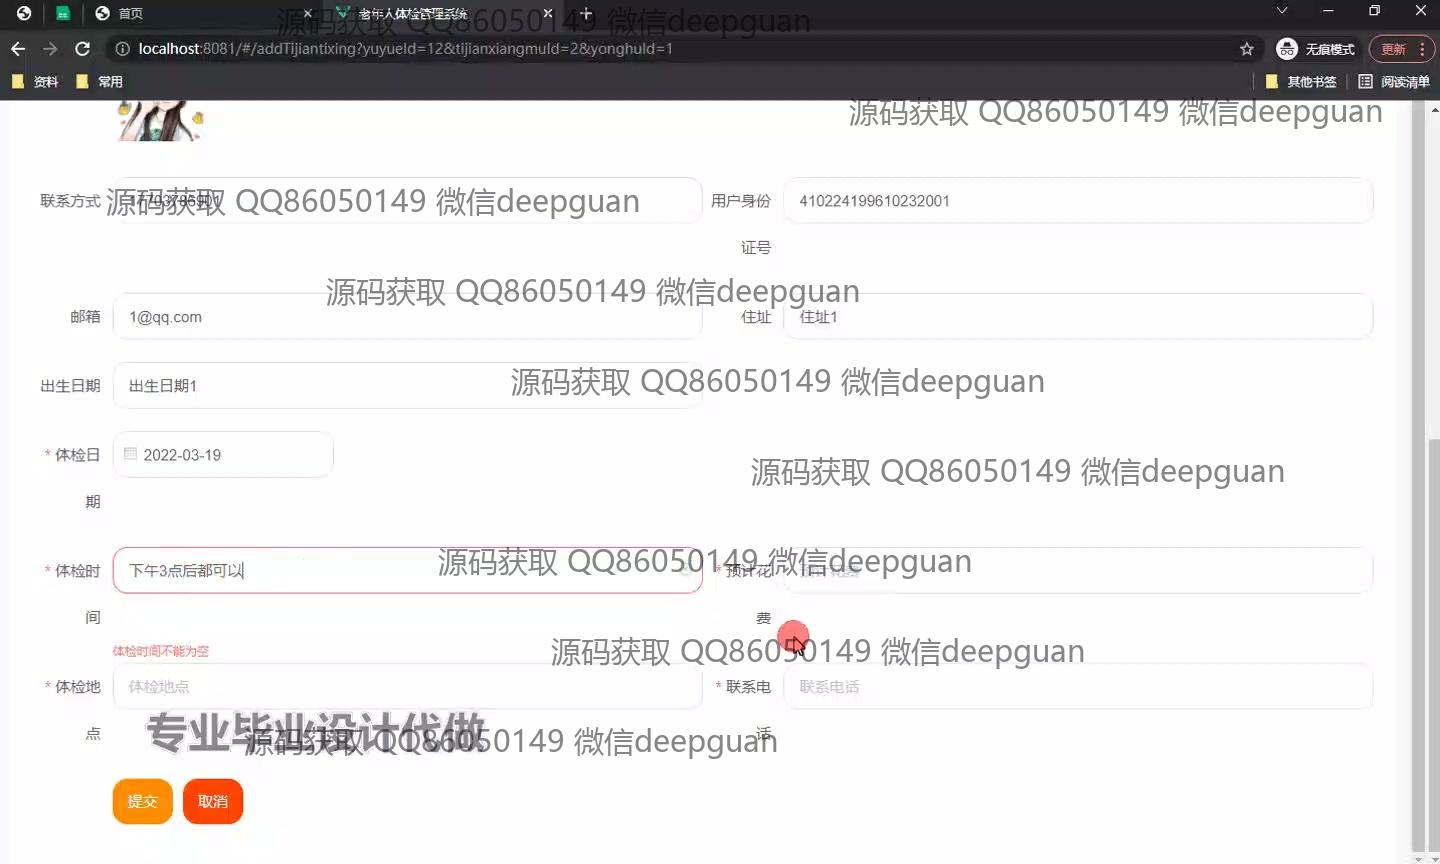 首页
老年人体检管理系统
localhost:8081/#/addTijiantixing?yuyueId=12&tijianxiangmuId=2&yonghuId=1
无痕模式
更新
资料
常用
其他书签
阅读清单
源码获取 QQ86050149 微信deepguan
源码获取 QQ86050149 微信deepguan
联系方式
17703786901
源码获取 QQ86050149 微信deepguan
用户身份证号
410224199610232001
源码获取 QQ86050149 微信deepguan
邮箱
1@qq.com
住址
住址1
出生日期
出生日期1
源码获取 QQ86050149 微信deepguan
* 体检日期
2022-03-19
源码获取 QQ86050149 微信deepguan
* 体检时间
下午3点后都可以
源码获取 QQ86050149 微信deepguan
* 预计花费
预计花费
体检时间不能为空
源码获取 QQ86050149 微信deepguan
* 体检地点
体检地点
* 联系电话
联系电话
专业毕业设计代做
源码获取 QQ86050149 微信deepguan
提交
取消